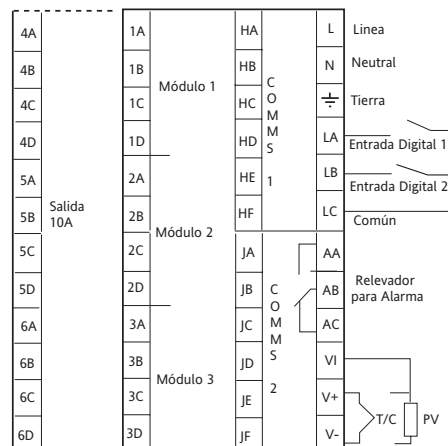 4A 1A HA L Linea
4B 1B HB N Neutral
4C 1C Módulo 1 HC Tierra
4D 1D HD LA Entrada Digital 1
5A 2A HE LB Entrada Digital 2
5B 2B HF LC Común
5C 2C Módulo 2 JA AA
5D 2D JB AB
6A 3A JC AC
6B 3B JD VI
6C 3C Módulo 3 JE V+
6D 3D JF V-
Salida
10A
COMMS 1
COMMS 2
Relevador
para Alarma
T/C PV